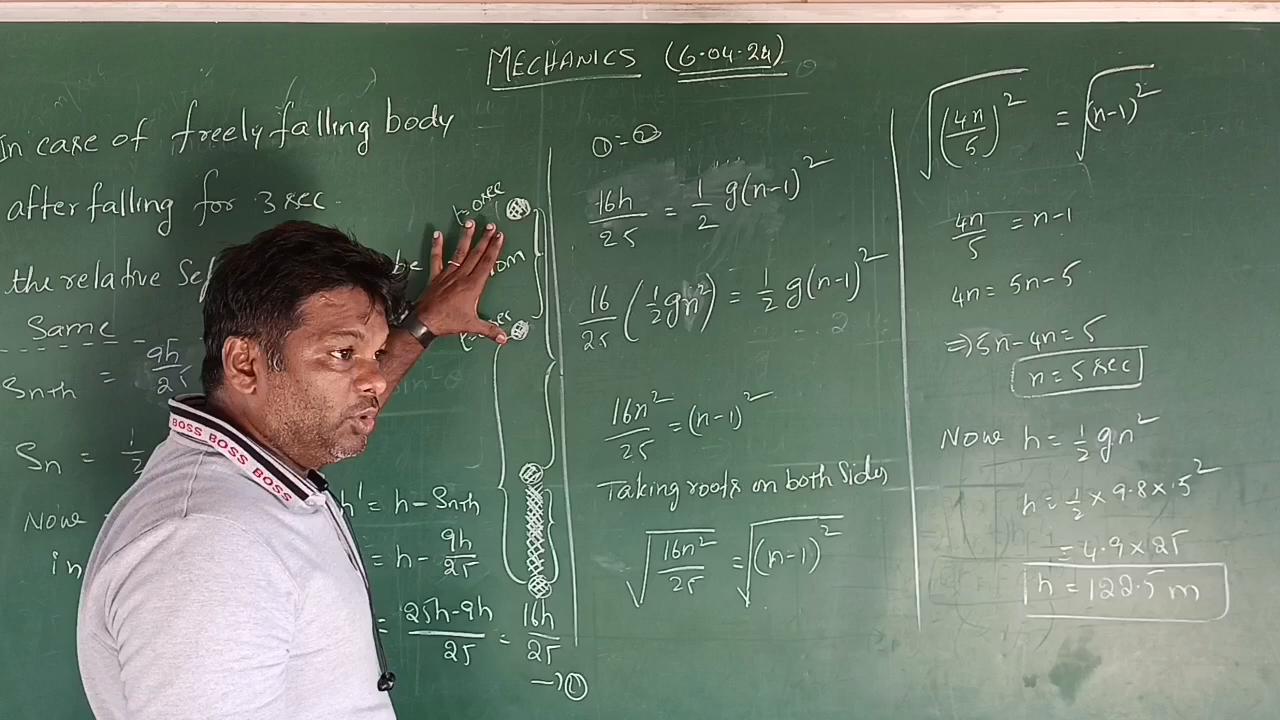 MECHANICS (6.04.24)
In case of freely falling body
after falling for 3 sec.
the relative be
Same
Snth = 9h/25
Sn = 1/2
Now
in
h' = h - Snth
= h - 9h/25
= 25h-9h/25 = 16h/25
→①
t=0sec
①=②
16h/25 = 1/2 g(n-1)²
16/25 (1/2 gn²) = 1/2 g(n-1)²
16n²/25 = (n-1)²
Taking roots on both sides
√(16n²/25) = √(n-1)²
√(4n/5)² = √(n-1)²
4n/5 = n-1
4n = 5n-5
⇒5n-4n=5
n=5 sec
Now h = 1/2 gn²
h = 1/2 × 9.8 × 5²
= 4.9×25
h = 122.5 m
BOSS BOSS BOSS